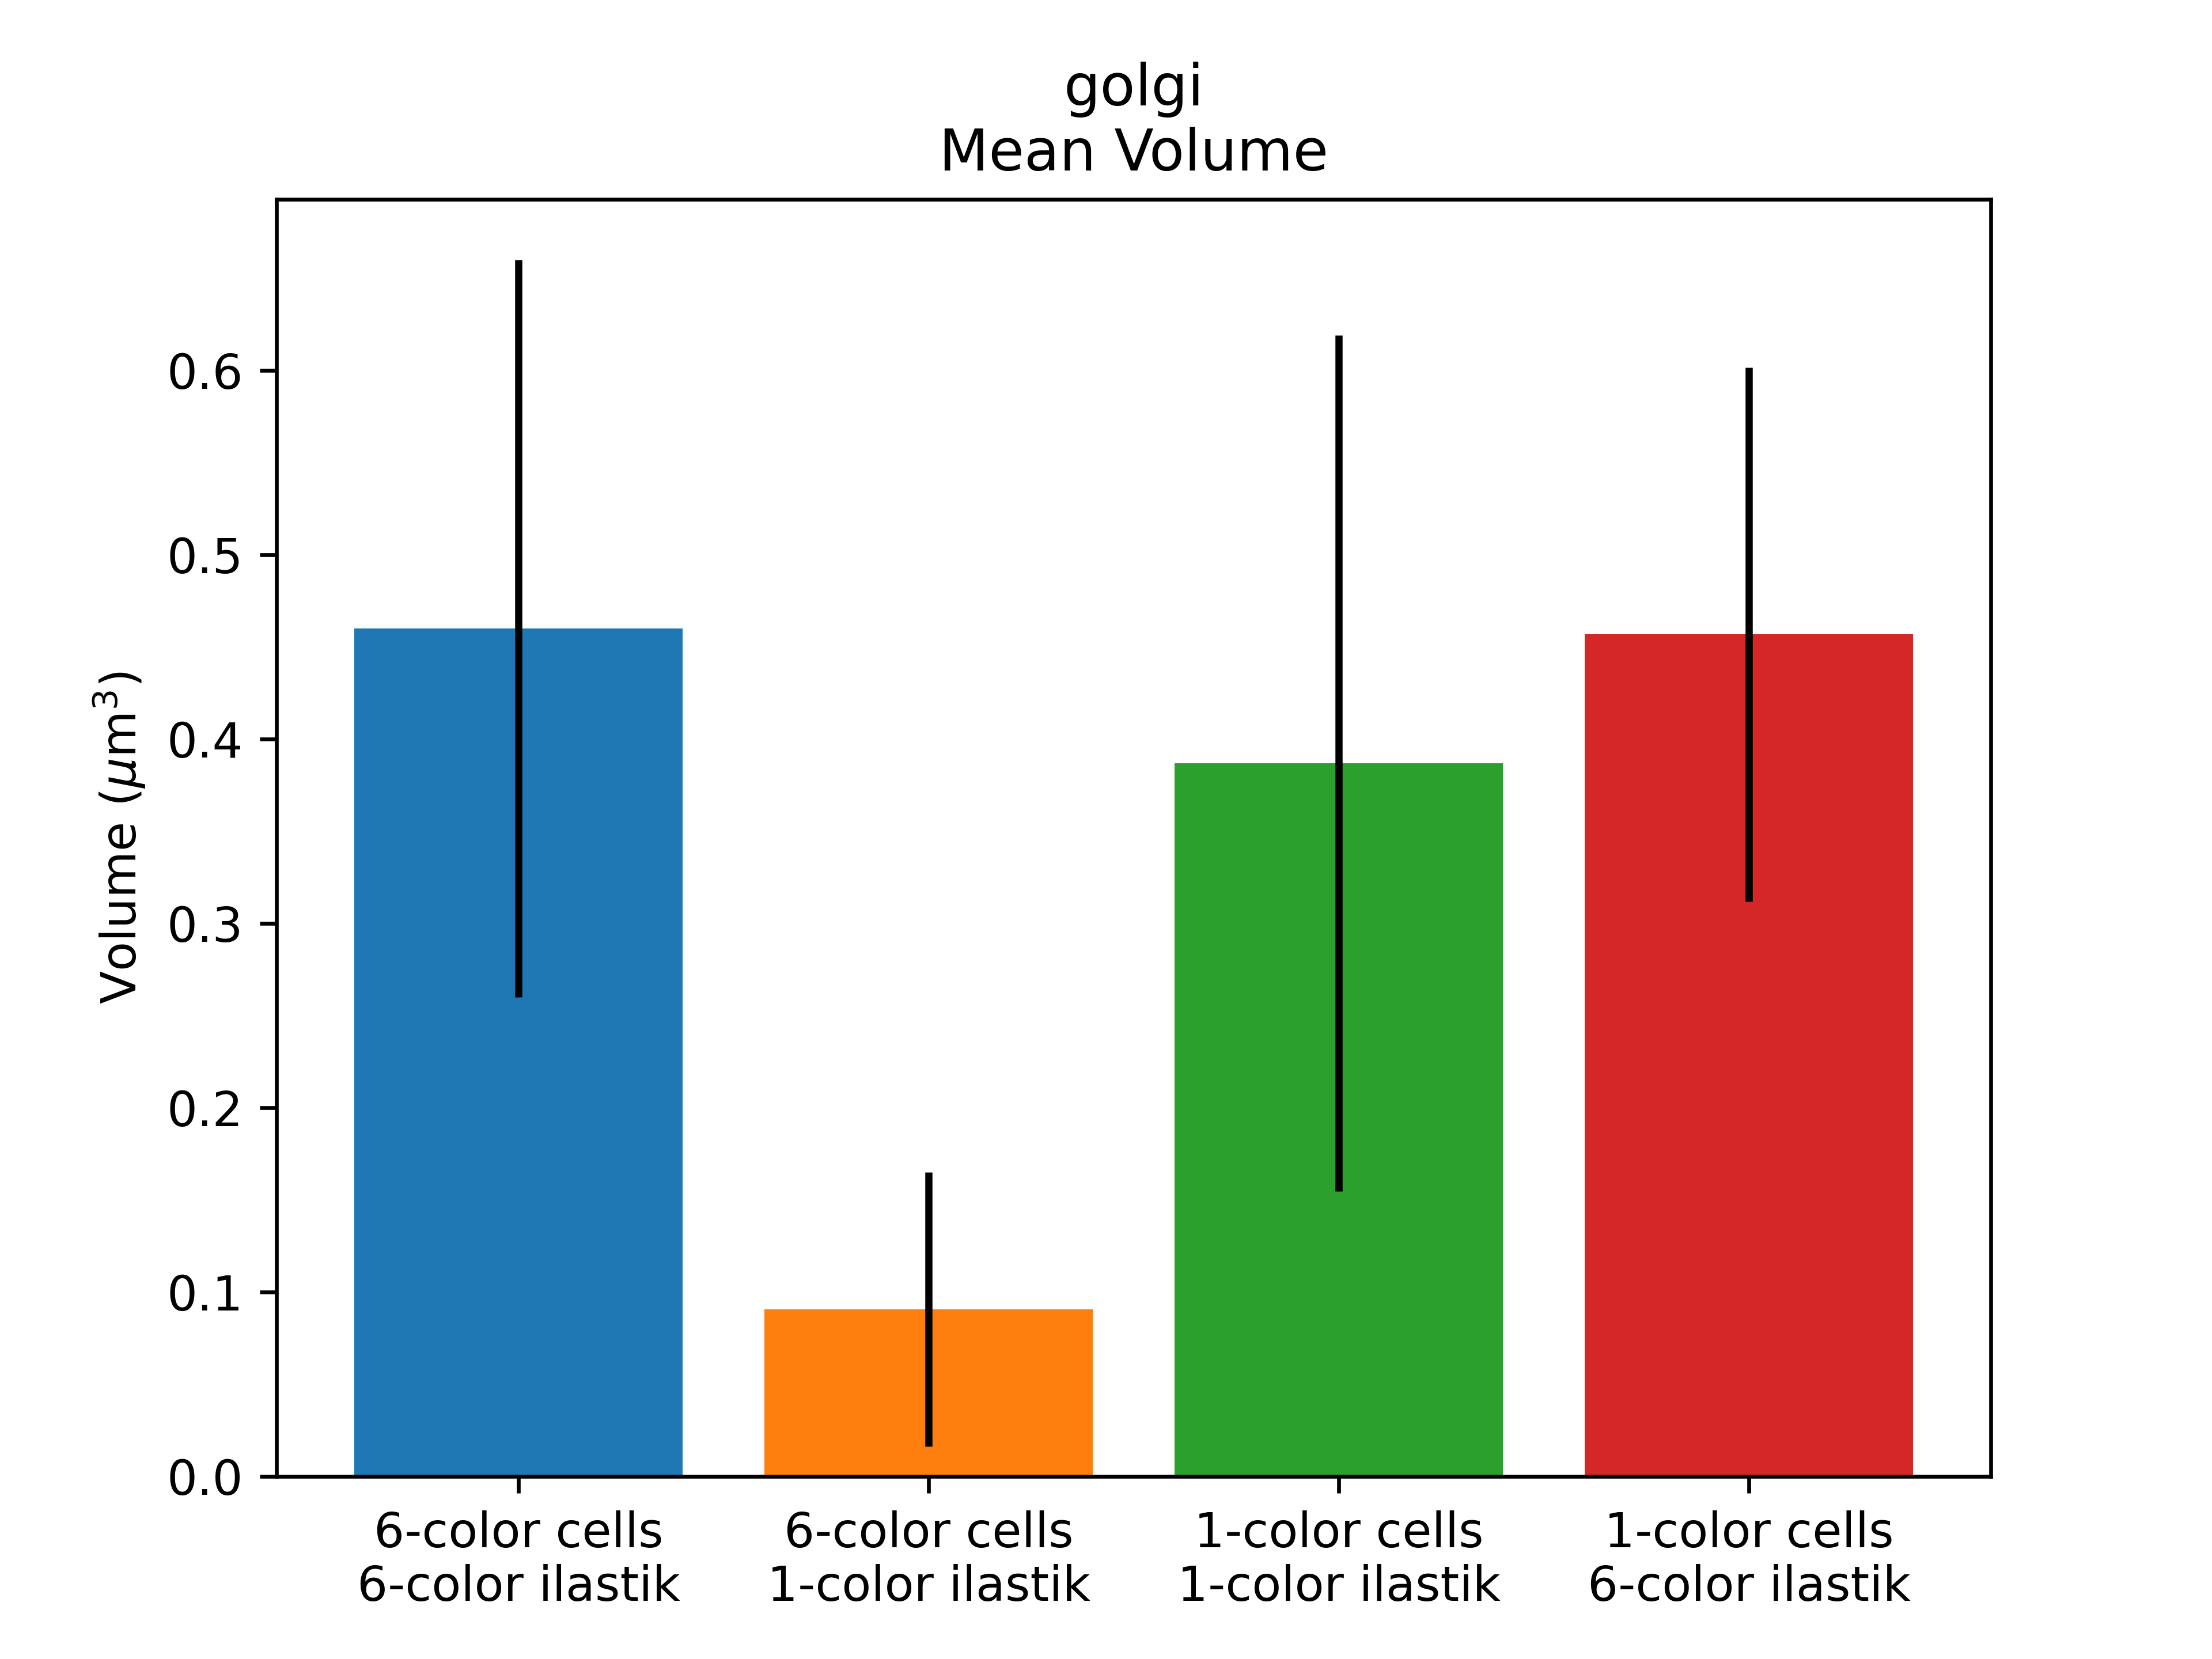 golgi
Mean Volume
Volume (μm³)
0.6
0.5
0.4
0.3
0.2
0.1
0.0
6-color cells
6-color ilastik
6-color cells
1-color ilastik
1-color cells
1-color ilastik
1-color cells
6-color ilastik